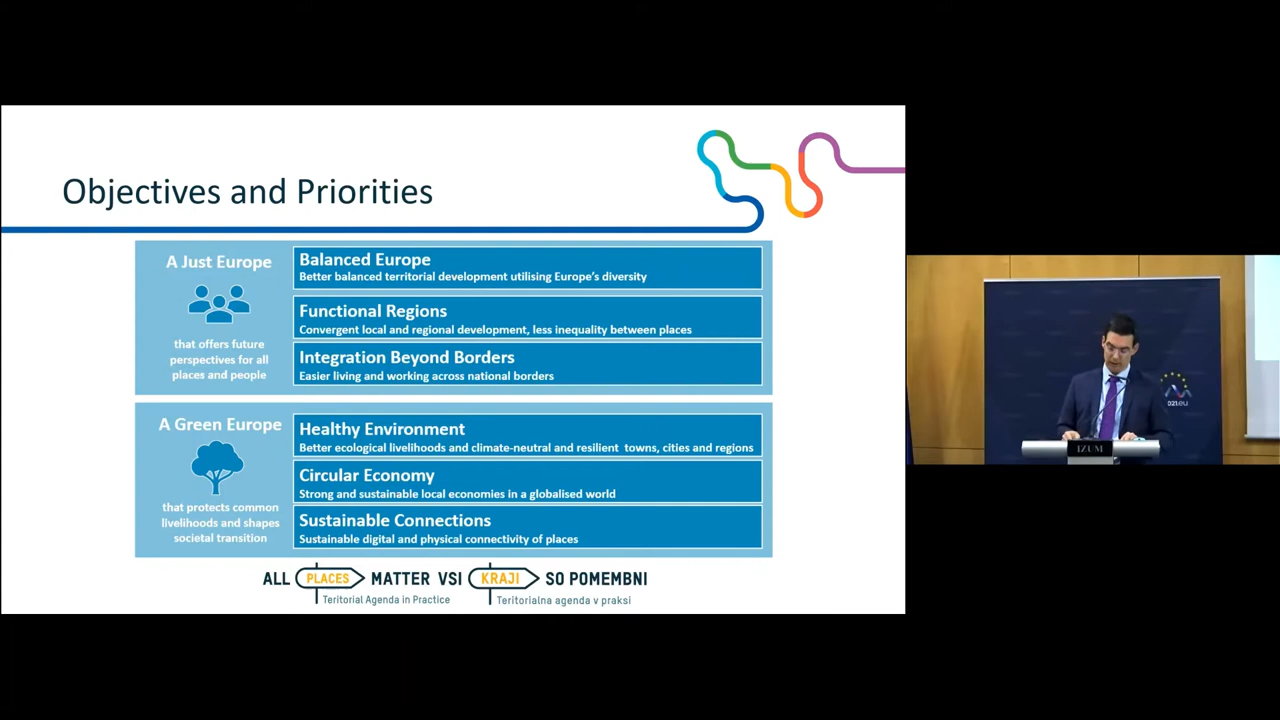 Objectives and Priorities
A Just Europe
that offers future
perspectives for all
places and people
Balanced Europe
Better balanced territorial development utilising Europe's diversity
Functional Regions
Convergent local and regional development, less inequality between places
Integration Beyond Borders
Easier living and working across national borders
A Green Europe
that protects common
livelihoods and shapes
societal transition
Healthy Environment
Better ecological livelihoods and climate-neutral and resilient towns, cities and regions
Circular Economy
Strong and sustainable local economies in a globalised world
Sustainable Connections
Sustainable digital and physical connectivity of places
ALL PLACES MATTER VSI KRAJI SO POMEMBNI
Territorial Agenda in Practice Teritorialna agenda v praksi
021.eu
IZUM